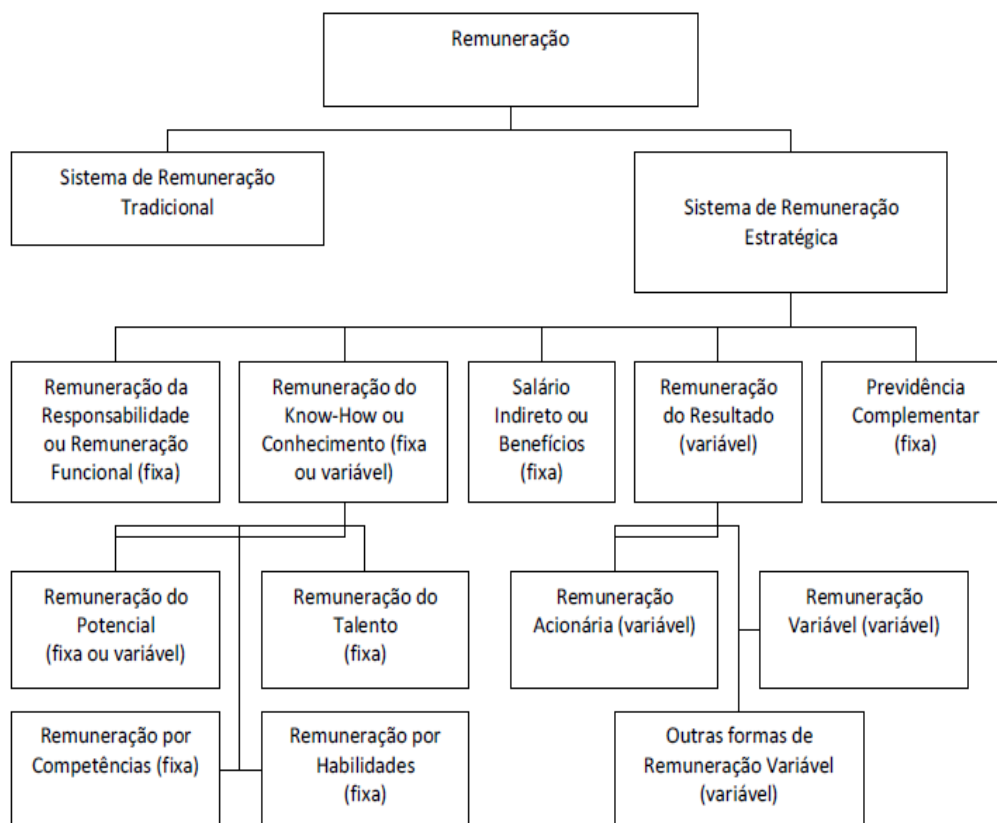 Remuneração
Sistema de Remuneração
Tradicional
Sistema de Remuneração
Estratégica
Remuneração da
Responsabilidade
ou Remuneração
Funcional (fixa)
Remuneração do
Know-How ou
Conhecimento (fixa
ou variável)
Salário
Indireto ou
Benefícios
(fixa)
Remuneração
do Resultado
(variável)
Previdência
Complementar
(fixa)
Remuneração do
Potencial
(fixa ou variável)
Remuneração do
Talento
(fixa)
Remuneração
Acionária (variável)
Remuneração
Variável (variável)
Remuneração por
Competências (fixa)
Remuneração por
Habilidades
(fixa)
Outras formas de
Remuneração Variável
(variável)